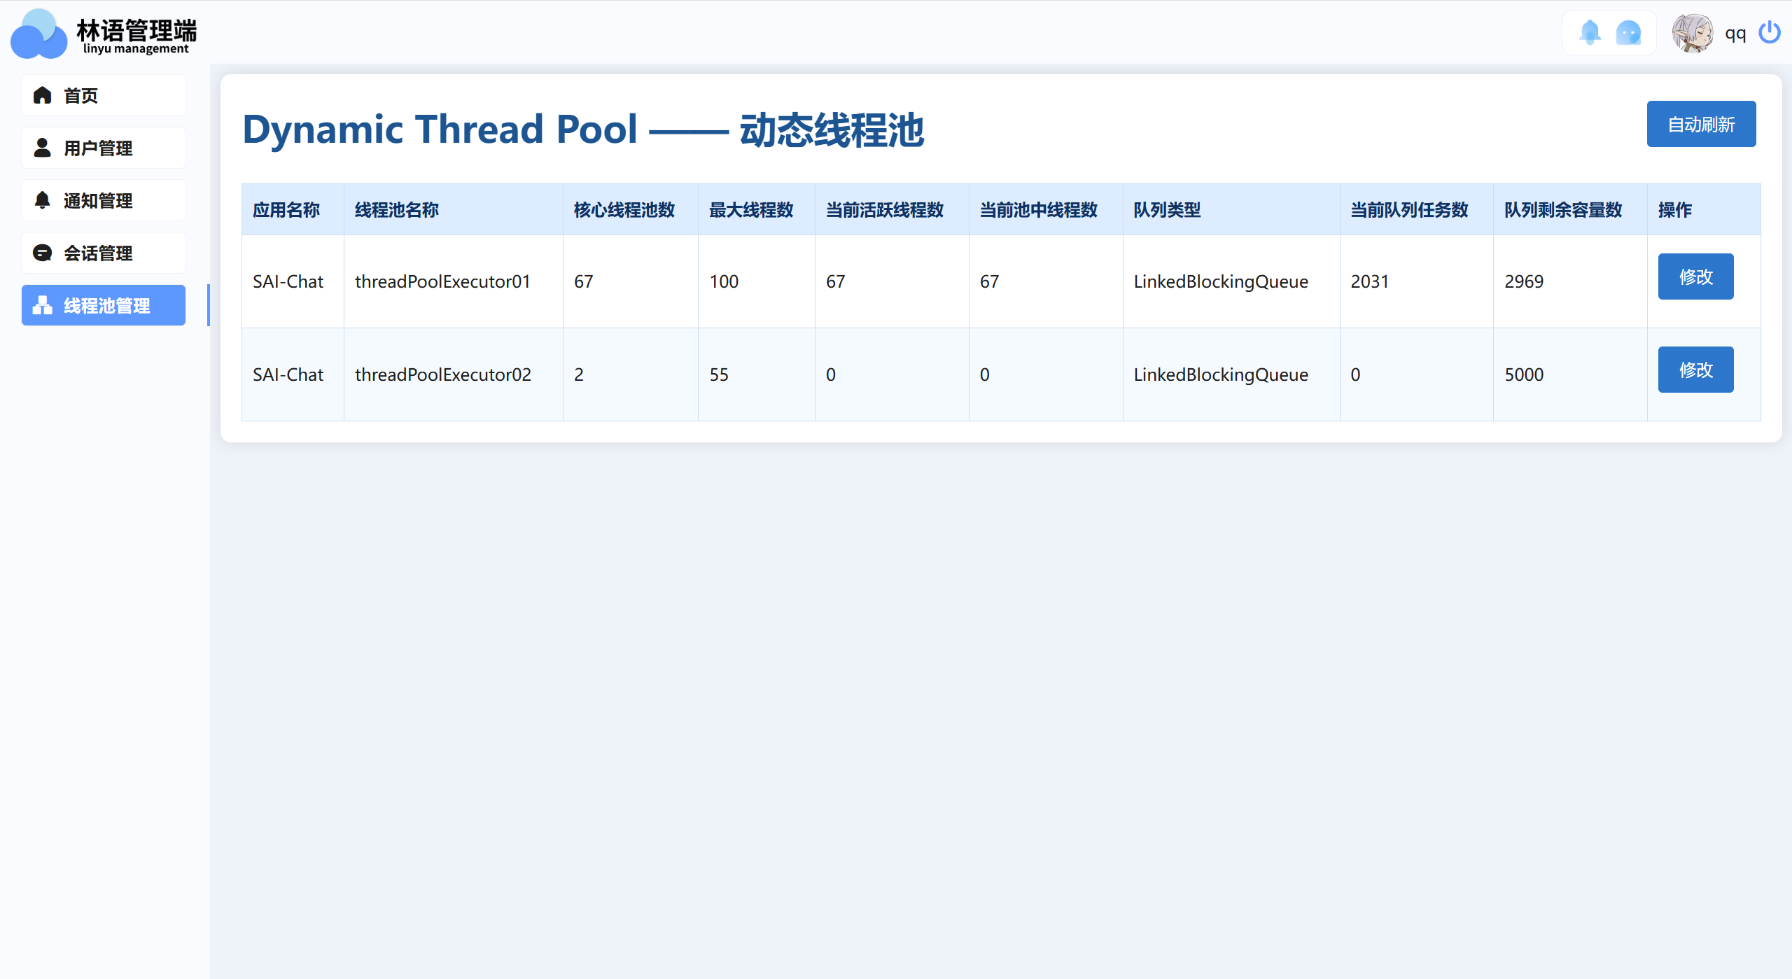 林语管理端
linyu management
qq
首页
用户管理
通知管理
会话管理
线程池管理
Dynamic Thread Pool —— 动态线程池
自动刷新
应用名称 线程池名称 核心线程池数 最大线程数 当前活跃线程数 当前池中线程数 队列类型 当前队列任务数 队列剩余容量数 操作
SAI-Chat threadPoolExecutor01 67 100 67 67 LinkedBlockingQueue 2031 2969 修改
SAI-Chat threadPoolExecutor02 2 55 0 0 LinkedBlockingQueue 0 5000 修改